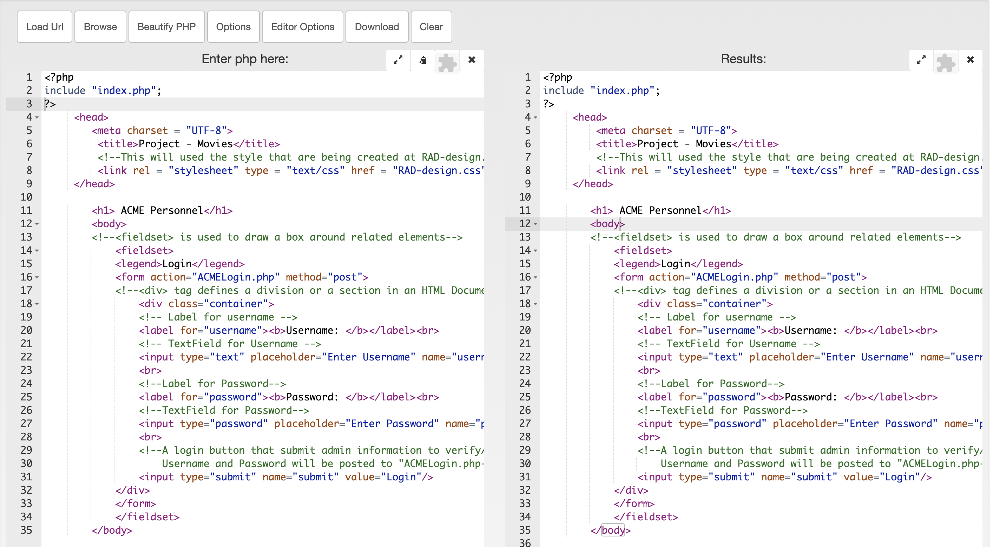 Load Url Browse Beautify PHP Options Editor Options Download Clear
Enter php here:
1 <?php
2 include "index.php";
3 ?>
4 <head>
5 <meta charset = "UTF-8">
6 <title>Project - Movies</title>
7 <!--This will used the style that are being created at RAD-design.
8 <link rel = "stylesheet" type = "text/css" href = "RAD-design.css"
9 </head>
10
11 <h1> ACME Personnel</h1>
12 <body>
13 <!--<fieldset> is used to draw a box around related elements-->
14 <fieldset>
15 <legend>Login</legend>
16 <form action="ACMELogin.php" method="post">
17 <!--<div> tag defines a division or a section in an HTML
18 <div class="container">
19 <!-- Label for username -->
20 <label for="username"><b>Username: </b></label><br>
21 <!-- TextField for Username -->
22 <input type="text" placeholder="Enter Username" name="
23 <br>
24 <!--Label for Password-->
25 <label for="password"><b>Password: </b></label><br>
26 <!--TextField for Password-->
27 <input type="password" placeholder="Enter Password" name="
28 <br>
29 <!--A login button that submit admin information to verify/
30 Username and Password will be posted to "ACMELogin.php-
31 <input type="submit" name="submit" value="Login"/>
32 </div>
33 </form>
34 </fieldset>
35 </body>
Results:
1 <?php
2 include "index.php";
3 ?>
4 <head>
5 <meta charset = "UTF-8">
6 <title>Project - Movies</title>
7 <!--This will used the style that are being created at RAD-design.
8 <link rel = "stylesheet" type = "text/css" href = "RAD-design.css"
9 </head>
10
11 <h1> ACME Personnel</h1>
12 <body>
13 <!--<fieldset> is used to draw a box around related elements-->
14 <fieldset>
15 <legend>Login</legend>
16 <form action="ACMELogin.php" method="post">
17 <!--<div> tag defines a division or a section in an HTML
18 <div class="container">
19 <!-- Label for username -->
20 <label for="username"><b>Username: </b></label><br>
21 <!-- TextField for Username -->
22 <input type="text" placeholder="Enter Username" name="
23 <br>
24 <!--Label for Password-->
25 <label for="password"><b>Password: </b></label><br>
26 <!--TextField for Password-->
27 <input type="password" placeholder="Enter Password" name="
28 <br>
29 <!--A login button that submit admin information to verify/
30 Username and Password will be posted to "ACMELogin.php-
31 <input type="submit" name="submit" value="Login"/>
32 </div>
33 </form>
34 </fieldset>
35 </body>
36